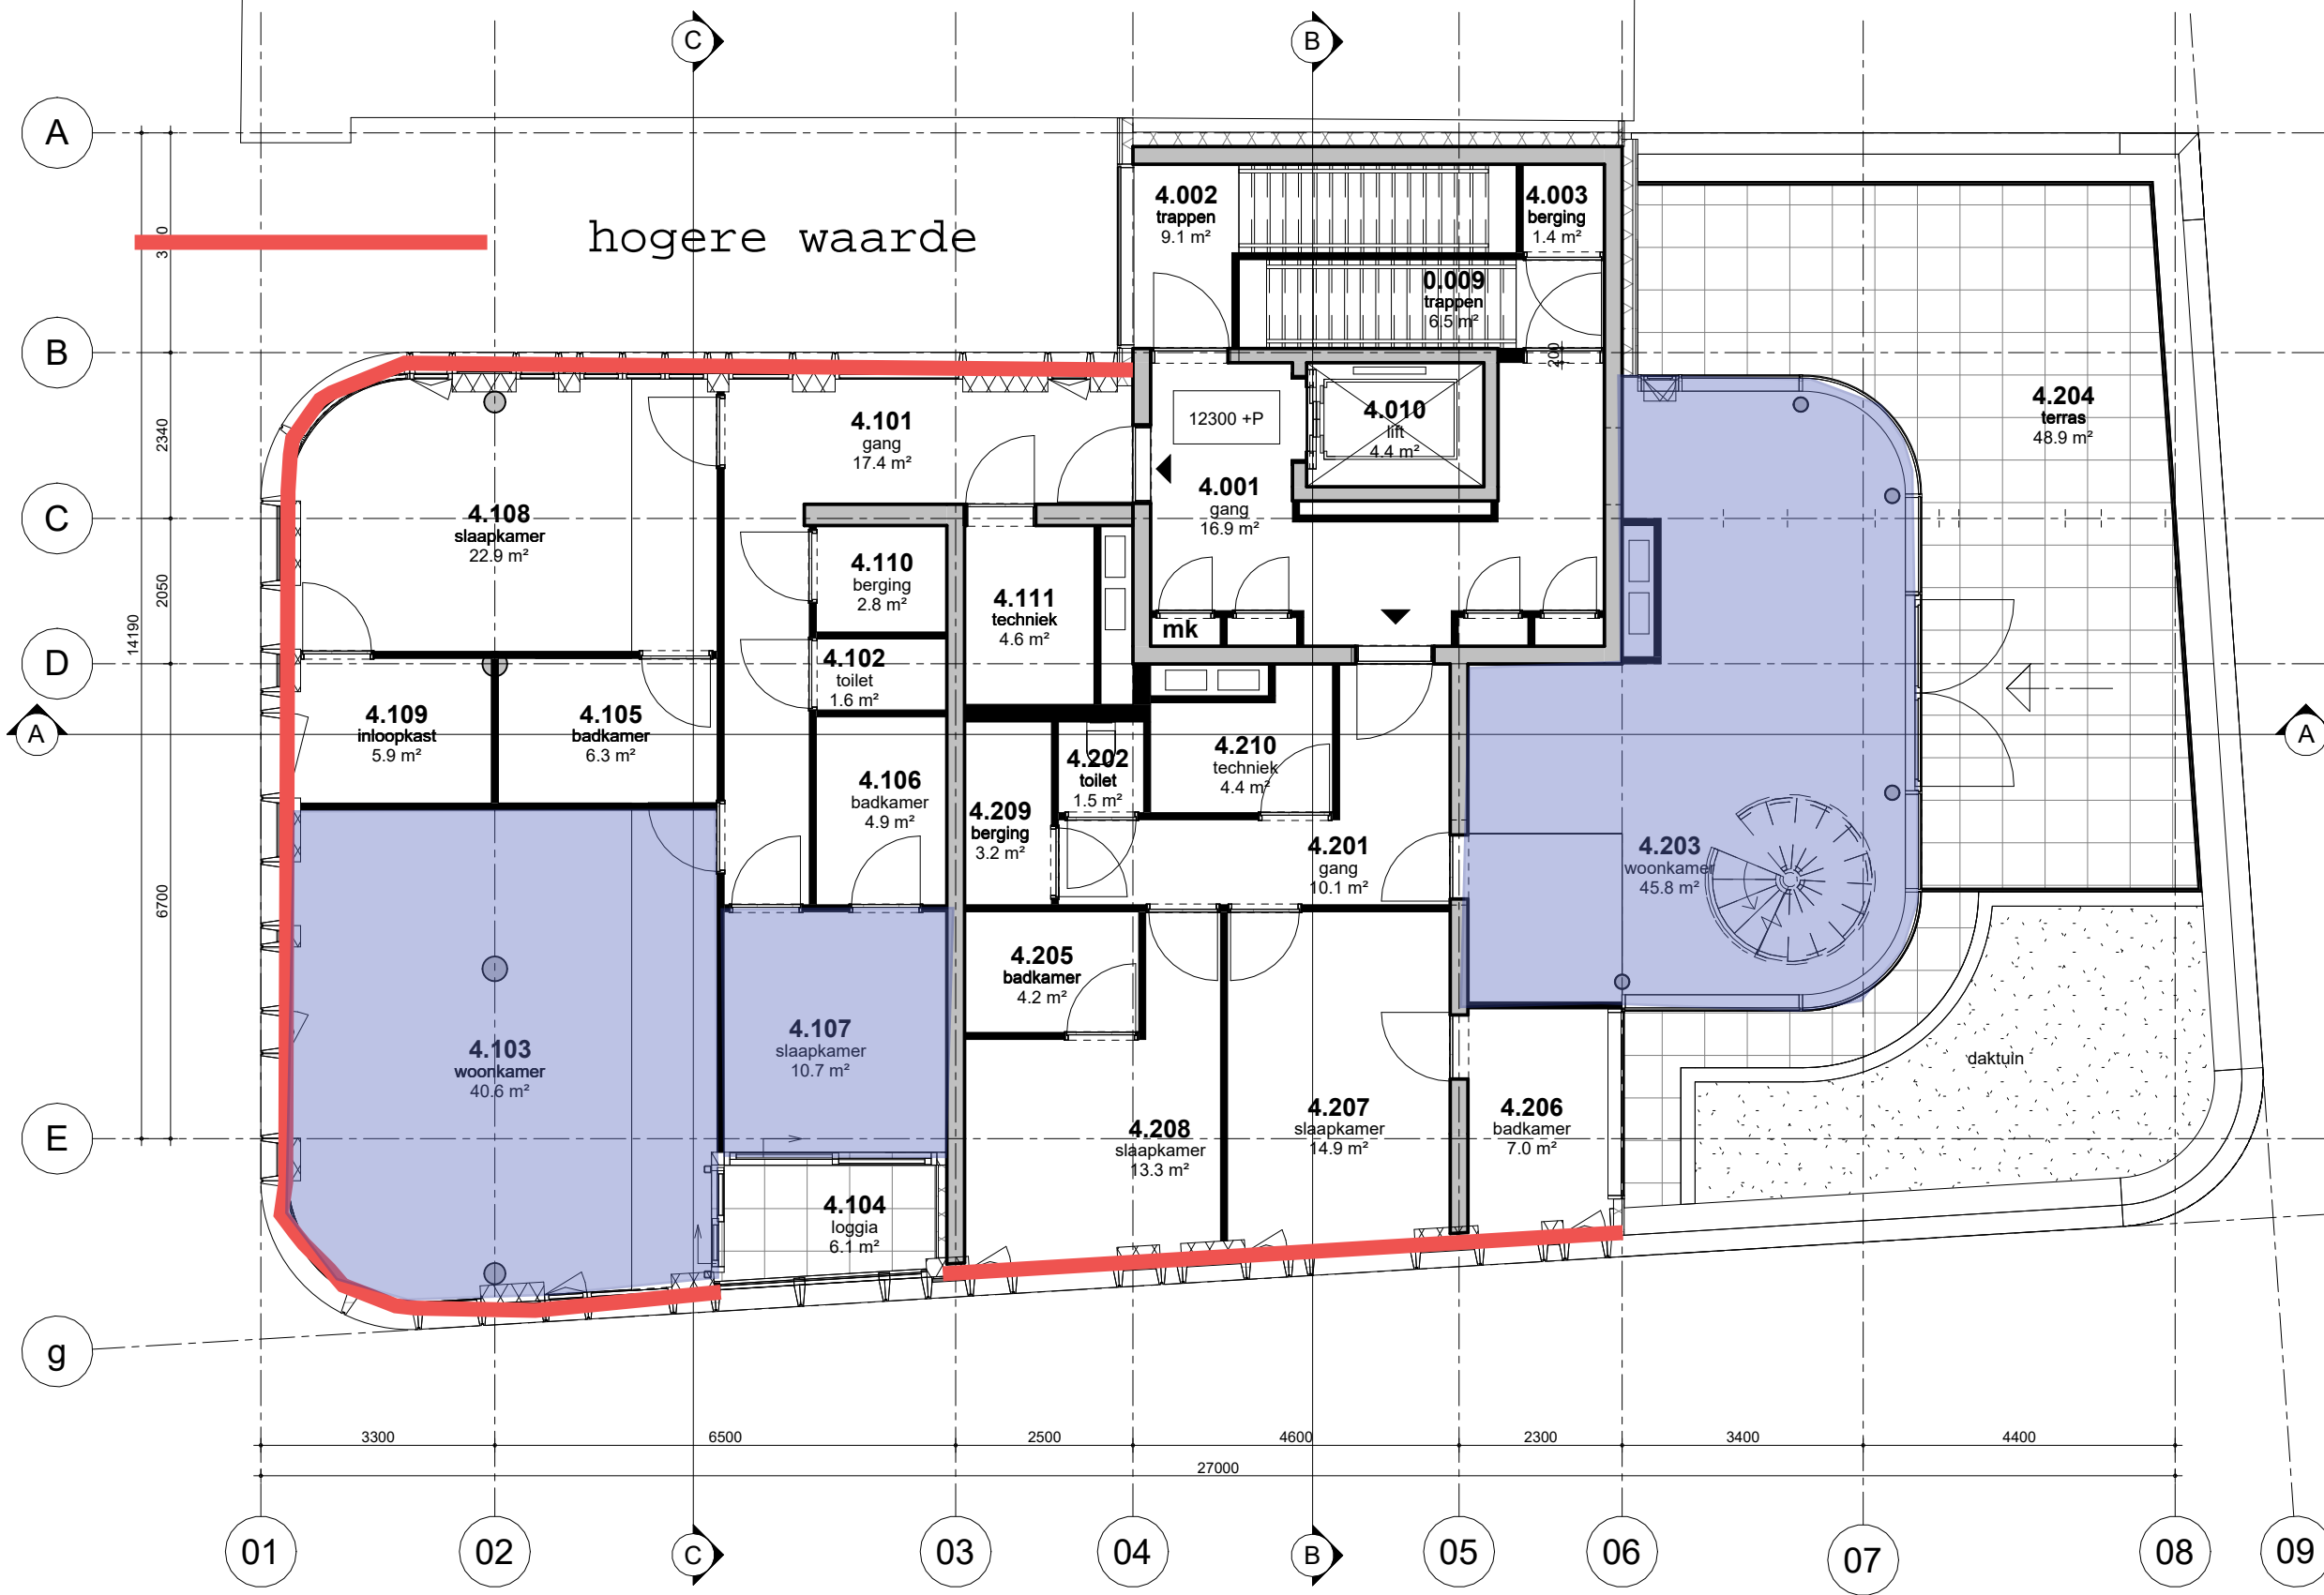 C
B
A
hogere waarde
4.002
trappen
9.1 m²
4.003
berging
1.4 m²
0.009
trappen
6.5 m²
B
200
4.204
terras
48.9 m²
12300 +P
4.010
lift
4.4 m²
4.101
gang
17.4 m²
2340
4.001
gang
16.9 m²
C
4.108
slaapkamer
22.9 m²
4.110
berging
2.8 m²
4.111
techniek
4.6 m²
2050
14190
mk
D
4.102
toilet
1.6 m²
A
4.109
inloopkast
5.9 m²
4.105
badkamer
6.3 m²
4.202
toilet
1.5 m²
4.210
techniek
4.4 m²
A
4.106
badkamer
4.9 m²
4.209
berging
3.2 m²
4.201
gang
10.1 m²
4.203
woonkamer
45.8 m²
6700
4.205
badkamer
4.2 m²
4.103
woonkamer
40.6 m²
4.107
slaapkamer
10.7 m²
daktuin
E
4.208
slaapkamer
13.3 m²
4.207
slaapkamer
14.9 m²
4.206
badkamer
7.0 m²
4.104
loggia
6.1 m²
g
3300
6500
2500
4600
2300
3400
4400
27000
01
02
C
03
04
B
05
06
07
08
09